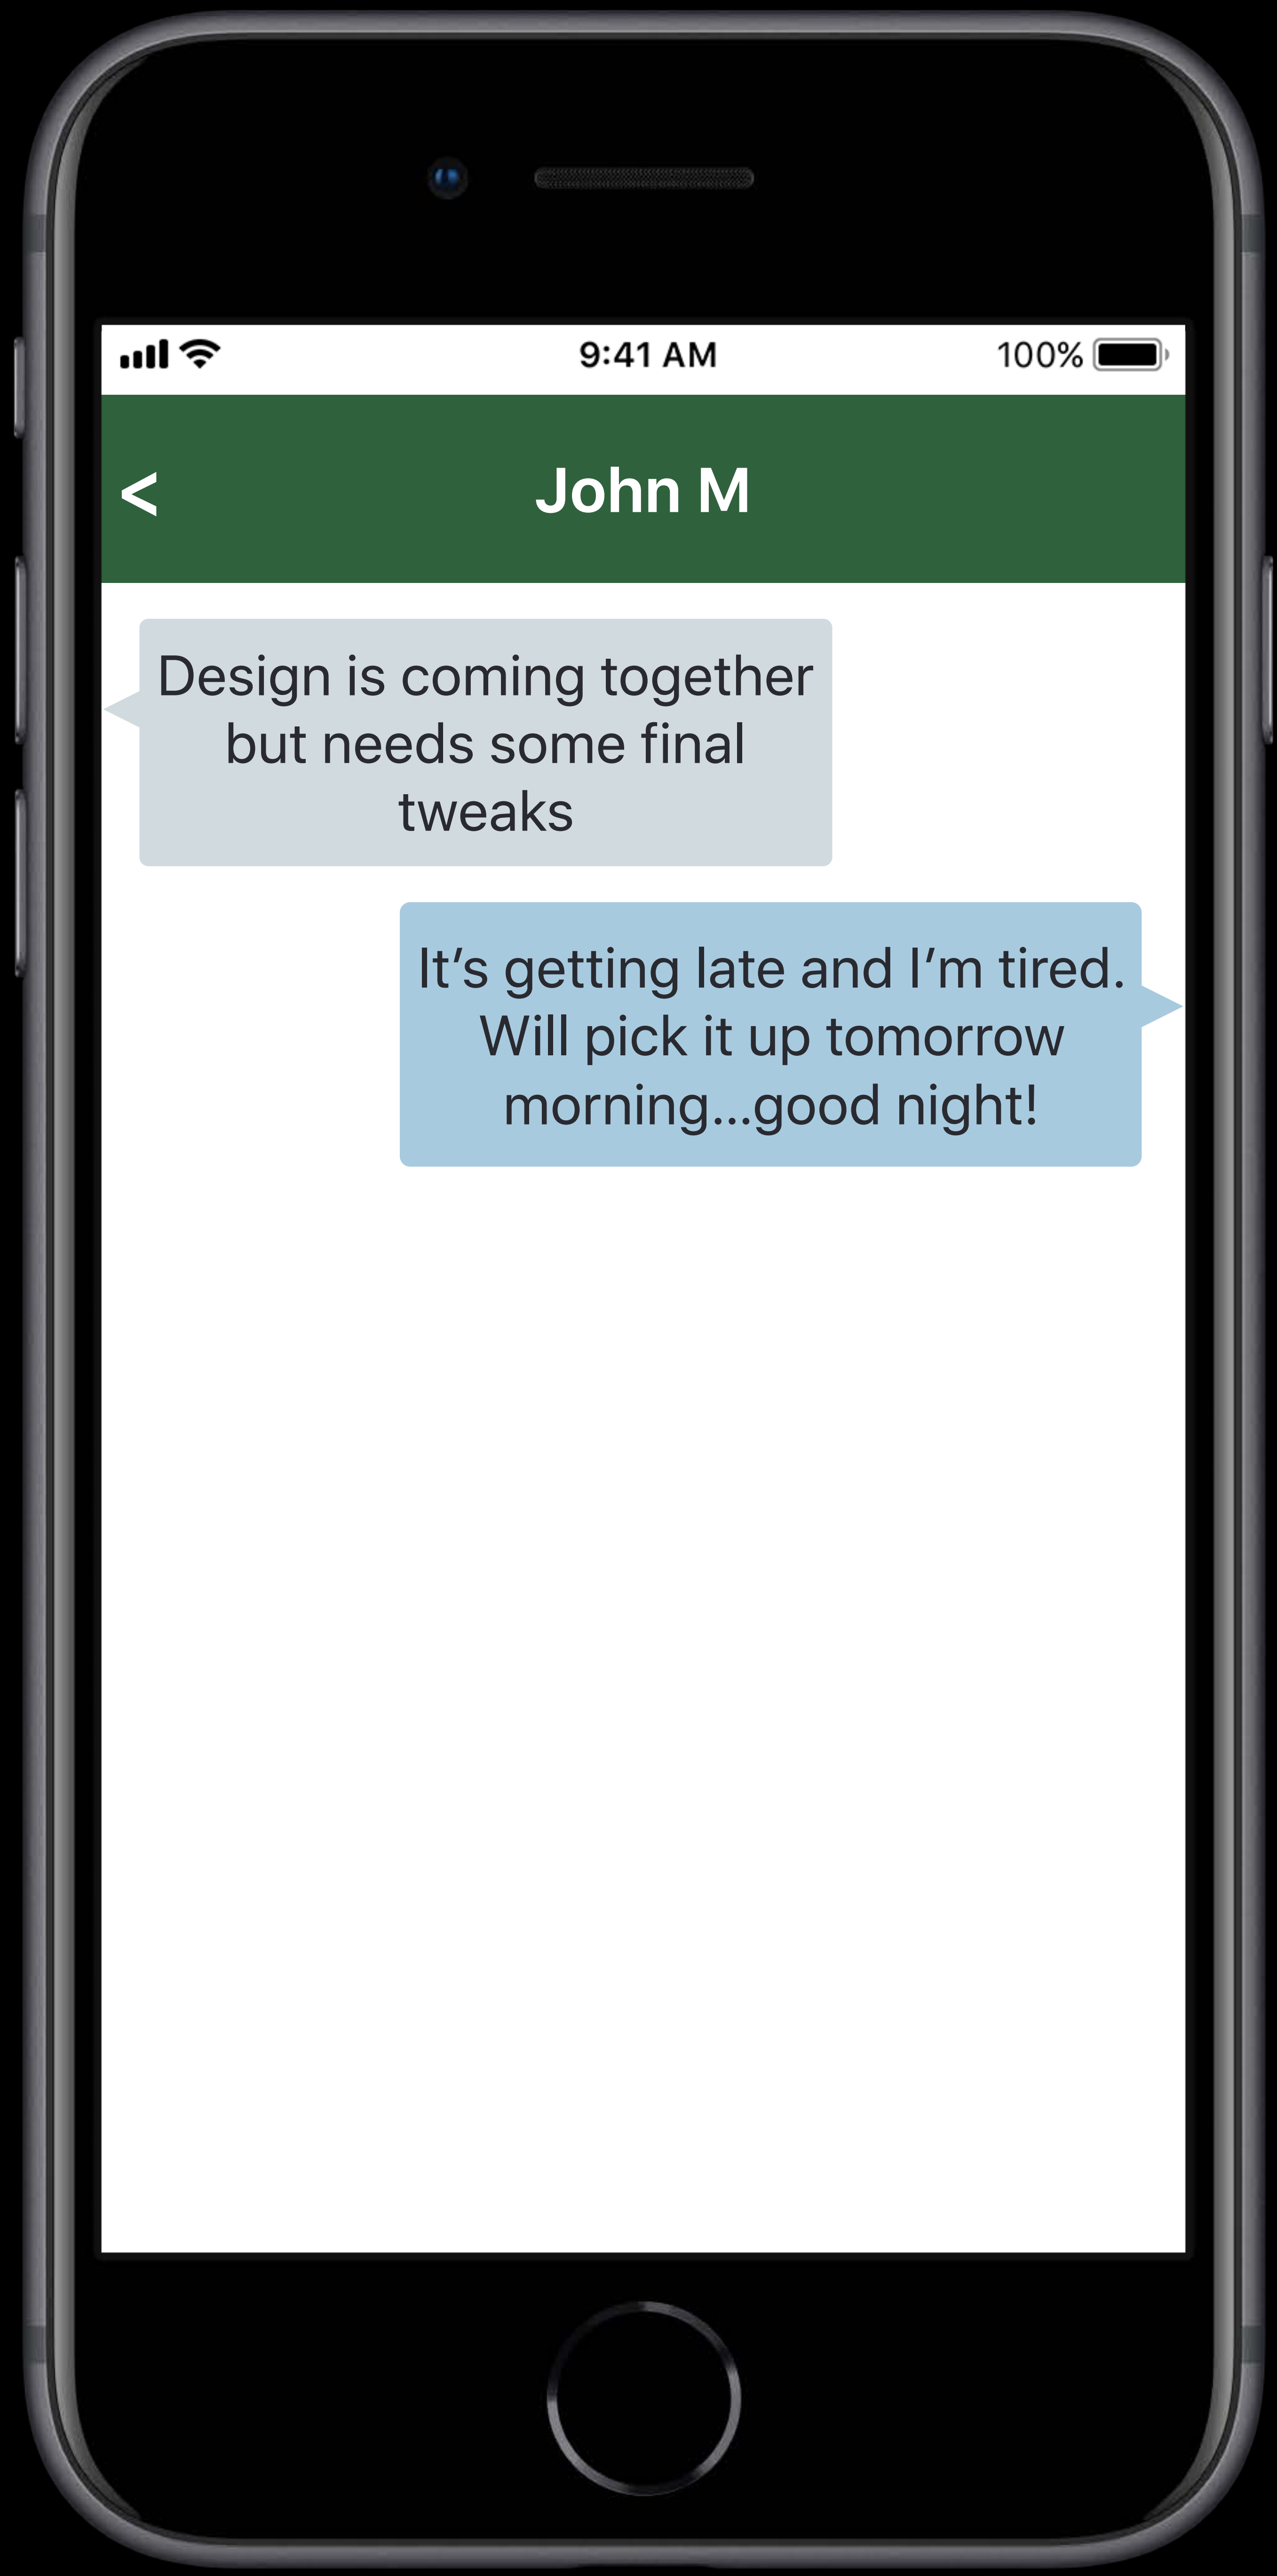 9:41 AM 100%
< John M
Design is coming together
but needs some final
tweaks
It’s getting late and I’m tired.
Will pick it up tomorrow
morning...good night!